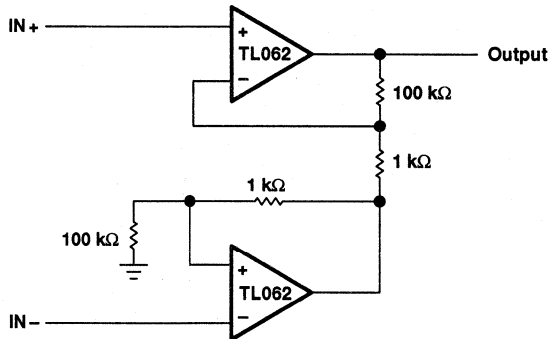 IN+
+
TL062
−
Output
100 kΩ
1 kΩ
1 kΩ
100 kΩ
+
TL062
−
IN−